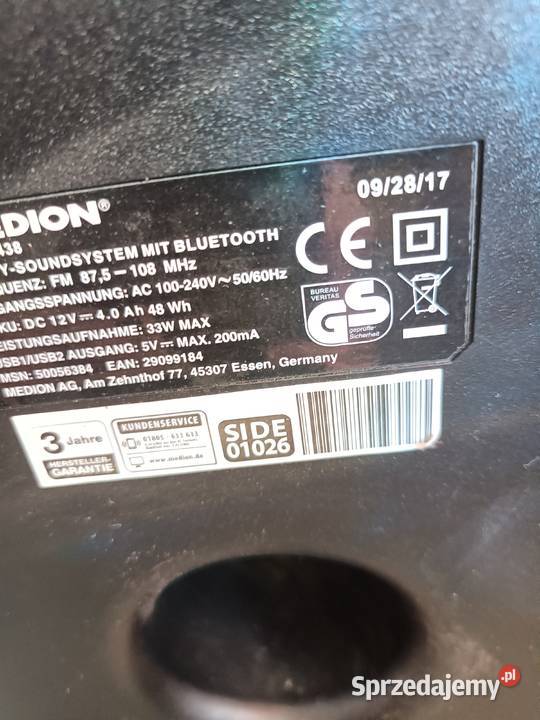 EDION®
438
Y-SOUNDSYSTEM MIT BLUETOOTH
QUENZ: FM 87,5 – 108 MHz
GANGSSPANNUNG: AC 100-240V~50/60Hz
KU: DC 12V⎓ 4.0 Ah 48 Wh
EISTUNGSAUFNAHME: 33W MAX
USB1/USB2 AUSGANG: 5V⎓ MAX. 200mA
MSN: 50056384 EAN: 29099184
MEDION AG, Am Zehnthof 77, 45307 Essen, Germany
09/28/17
CE
BUREAU
VERITAS
GS
geprüfte
Sicherheit
3 Jahre
HERSTELLER-
GARANTIE
KUNDENSERVICE
01805 - 633 633
www.medion.de
SIDE
01026
Sprzedajemy.pl